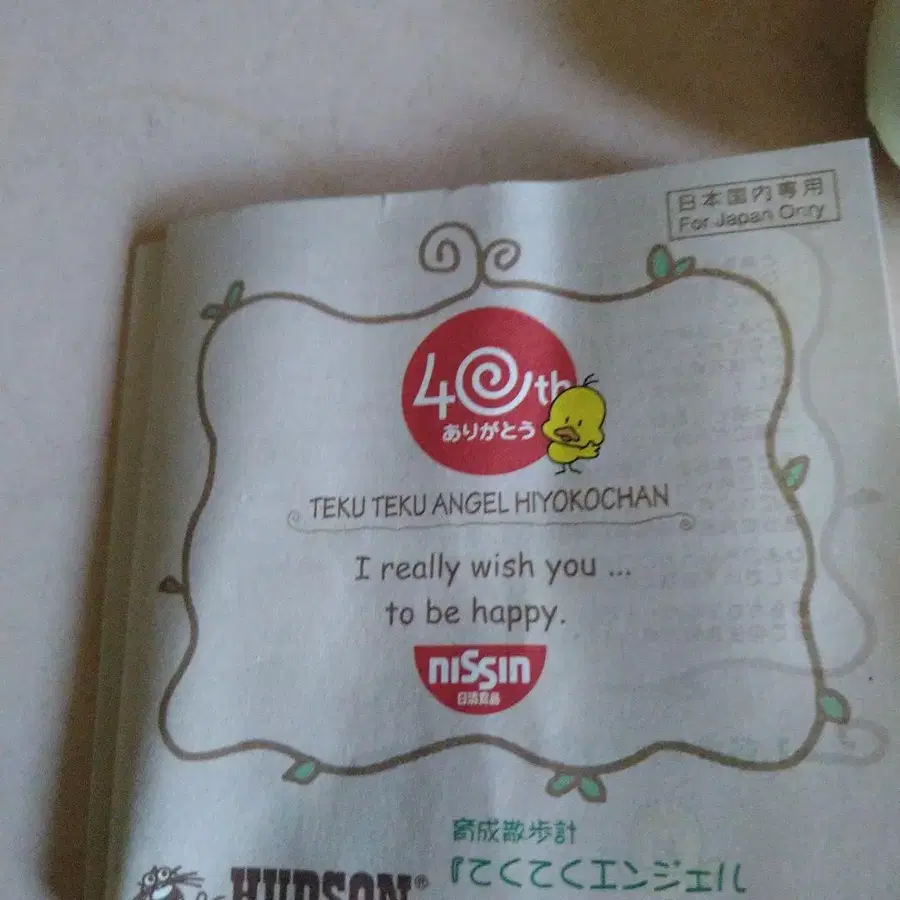 日本国内専用
For Japan Only
40th
ありがとう
TEKU TEKU ANGEL HIYOKOCHAN
I really wish you ...
to be happy.
NISSIN
日清食品
育成散歩計
HUDSON®
『てくてくエンジェル